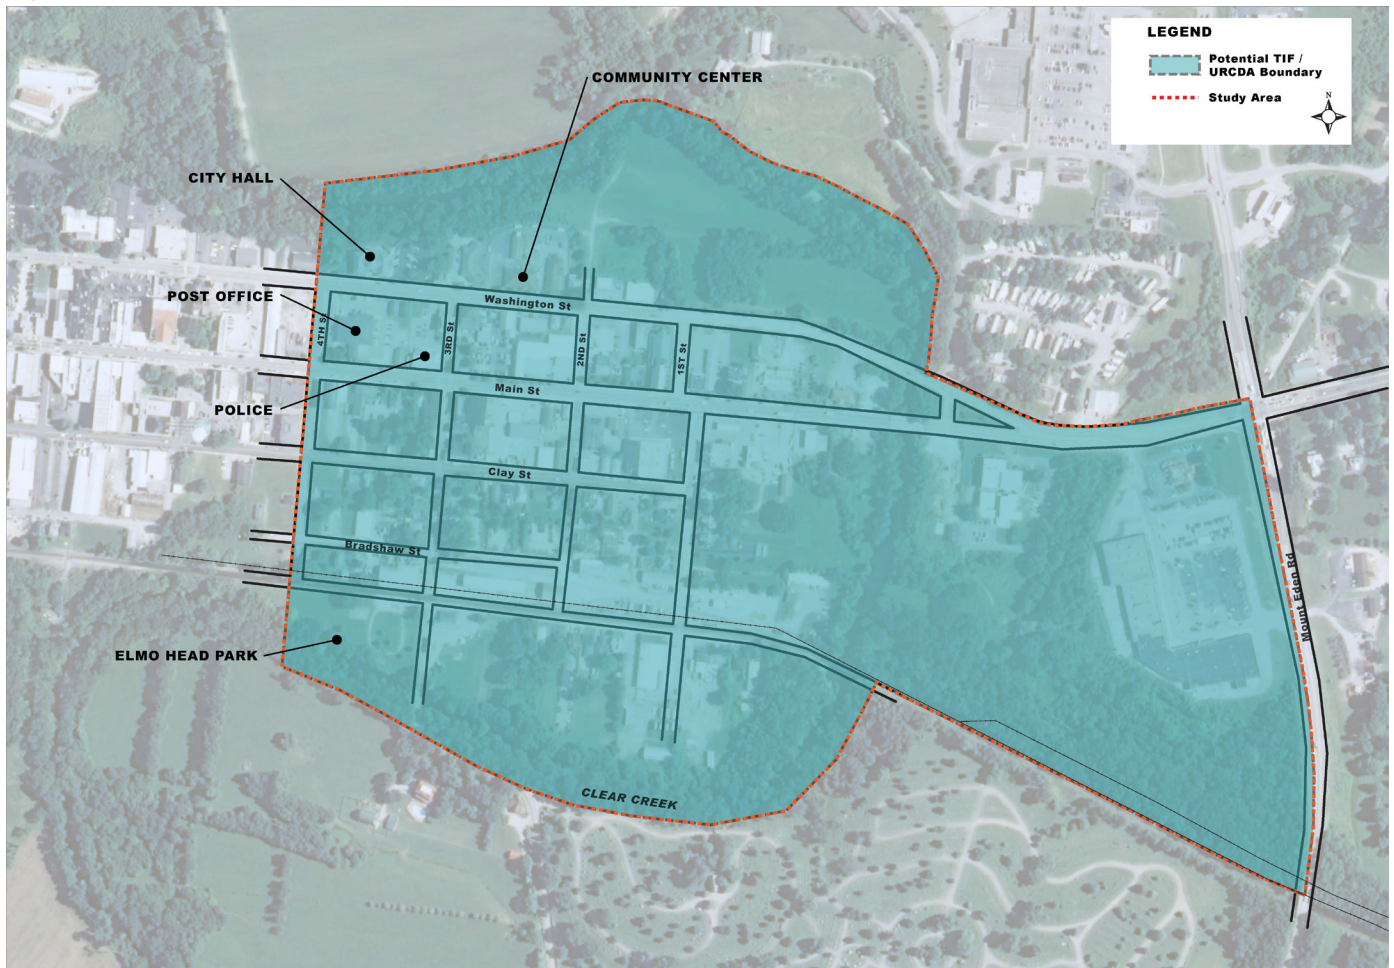 LEGEND
Potential TIF /
URCDA Boundary
Study Area
N
COMMUNITY CENTER
CITY HALL
POST OFFICE
POLICE
ELMO HEAD PARK
Washington St
4TH St
3RD St
2ND St
1ST St
Main St
Clay St
Bradshaw St
Mount Eden Rd
CLEAR CREEK